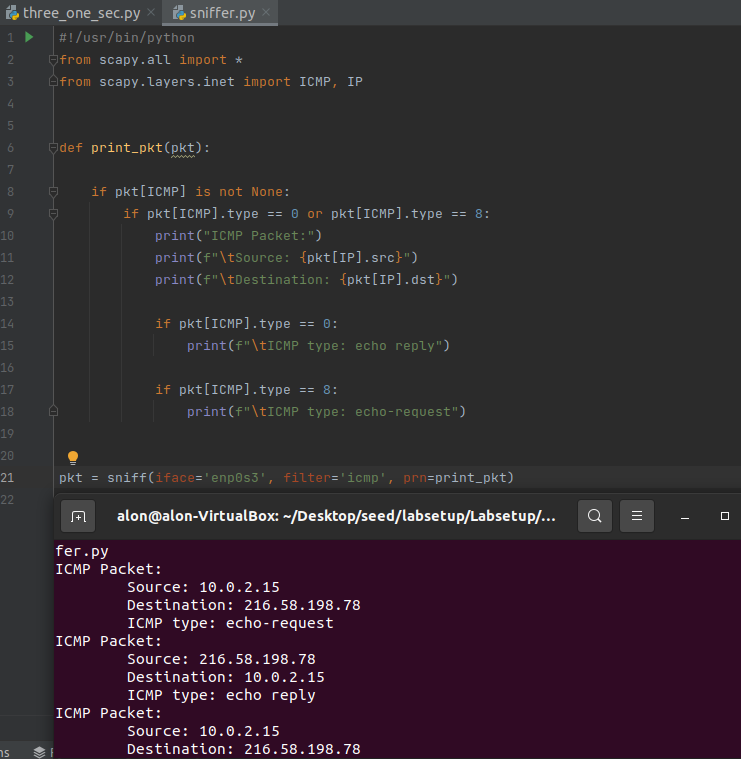 three_one_sec.py × sniffer.py ×
1 #!/usr/bin/python
2 from scapy.all import *
3 from scapy.layers.inet import ICMP, IP
4
5
6 def print_pkt(pkt):
7
8     if pkt[ICMP] is not None:
9         if pkt[ICMP].type == 0 or pkt[ICMP].type == 8:
10             print("ICMP Packet:")
11             print(f"\tSource: {pkt[IP].src}")
12             print(f"\tDestination: {pkt[IP].dst}")
13
14             if pkt[ICMP].type == 0:
15                 print(f"\tICMP type: echo reply")
16
17             if pkt[ICMP].type == 8:
18                 print(f"\tICMP type: echo-request")
19
20
21 pkt = sniff(iface='enp0s3', filter='icmp', prn=print_pkt)
22
alon@alon-VirtualBox: ~/Desktop/seed/labsetup/Labsetup/...
fer.py
ICMP Packet:
        Source: 10.0.2.15
        Destination: 216.58.198.78
        ICMP type: echo-request
ICMP Packet:
        Source: 216.58.198.78
        Destination: 10.0.2.15
        ICMP type: echo reply
ICMP Packet:
        Source: 10.0.2.15
        Destination: 216.58.198.78